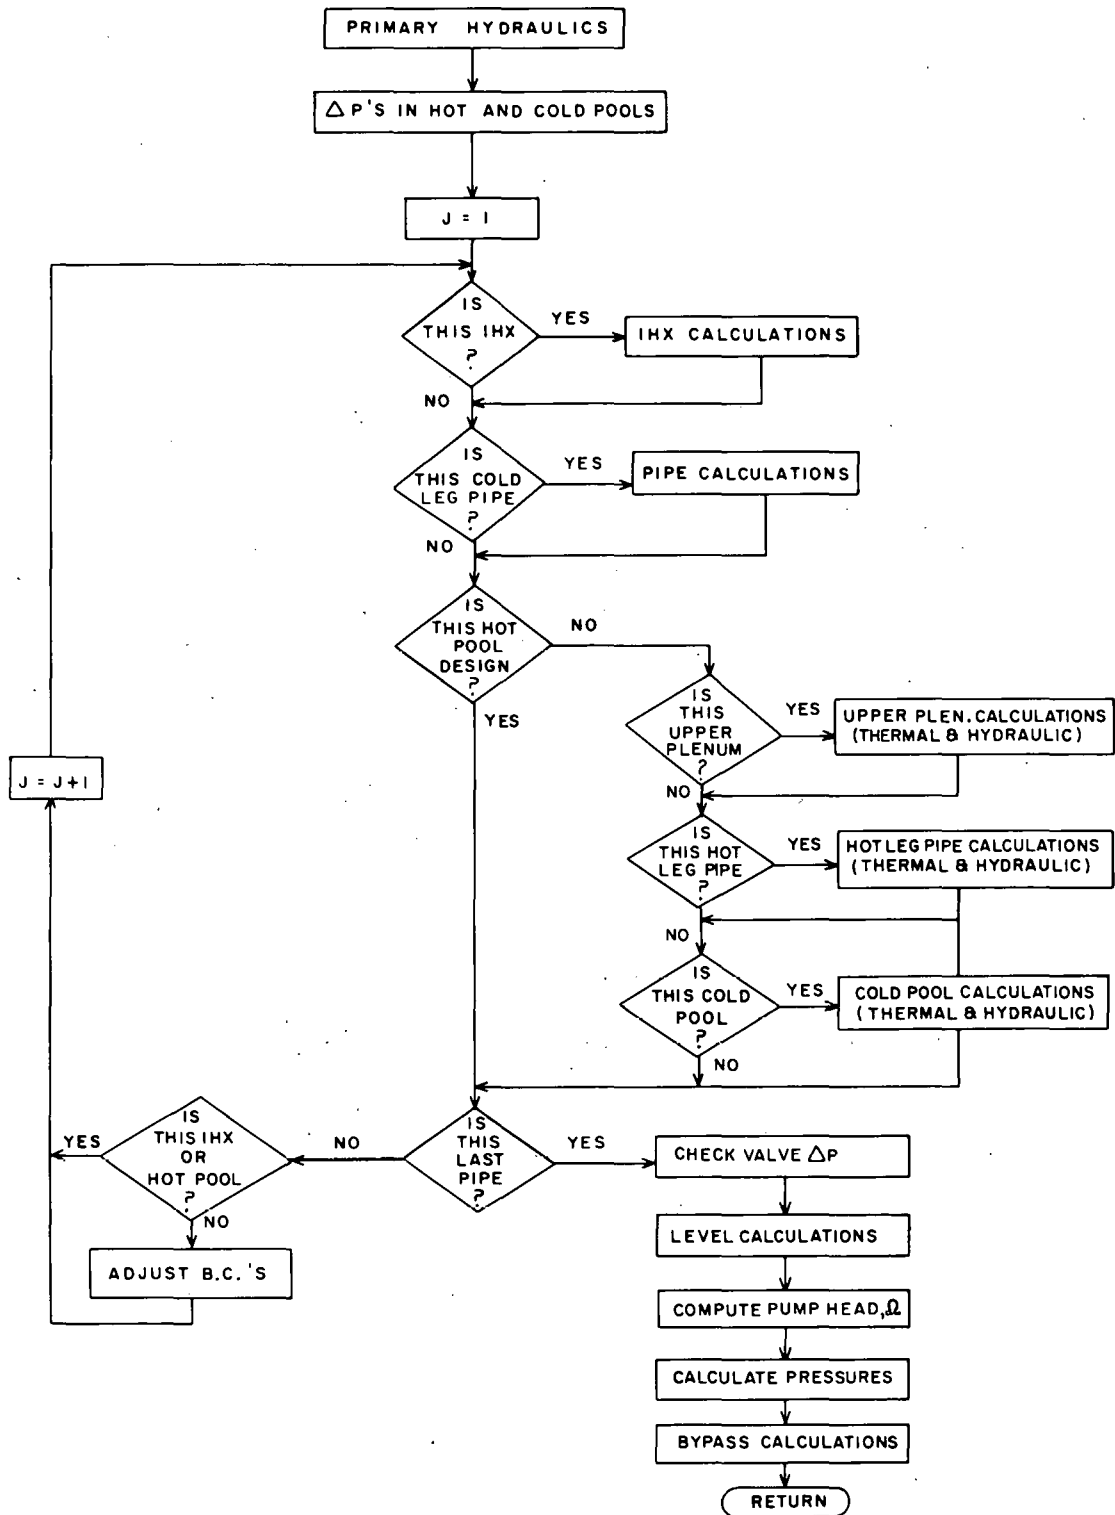 PRIMARY HYDRAULICS
△ P'S IN HOT AND COLD POOLS
J = 1
IS
THIS IHX
?
YES
IHX CALCULATIONS
NO
IS
THIS COLD
LEG PIPE
?
YES
PIPE CALCULATIONS
NO
IS
THIS HOT
POOL
DESIGN
?
NO
YES
IS
THIS
UPPER
PLENUM
?
YES
UPPER PLEN. CALCULATIONS
(THERMAL & HYDRAULIC)
NO
J = J+1
IS
THIS HOT
LEG PIPE
?
YES
HOT LEG PIPE CALCULATIONS
(THERMAL & HYDRAULIC)
NO
IS
THIS COLD
POOL
?
YES
COLD POOL CALCULATIONS
(THERMAL & HYDRAULIC)
NO
IS
THIS
LAST
PIPE
?
NO
YES
IS
THIS IHX
OR
HOT POOL
?
YES
NO
ADJUST B.C.'S
CHECK VALVE △P
LEVEL CALCULATIONS
COMPUTE PUMP HEAD, Ω
CALCULATE PRESSURES
BYPASS CALCULATIONS
RETURN